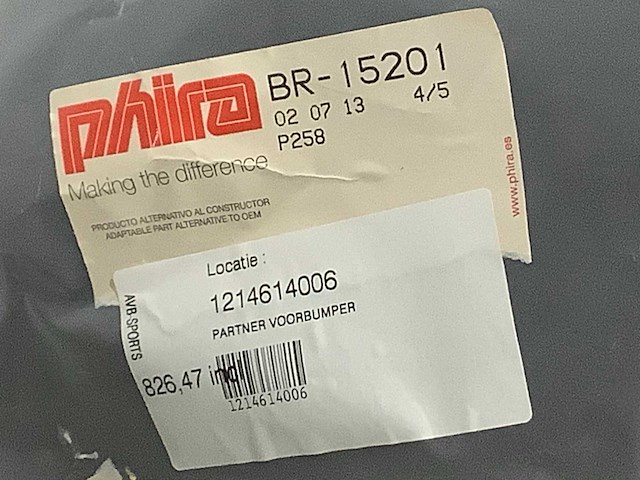 phira
BR-15201
02 07 13 4/5
P258
Making the difference
PRODUCTO ALTERNATIVO AL CONSTRUCTOR
ADAPTABLE PART ALTERNATIVE TO OEM
www.phira.es
Locatie :
1214614006
PARTNER VOORBUMPER
AVB-SPORTS
826,47 incl
1214614006